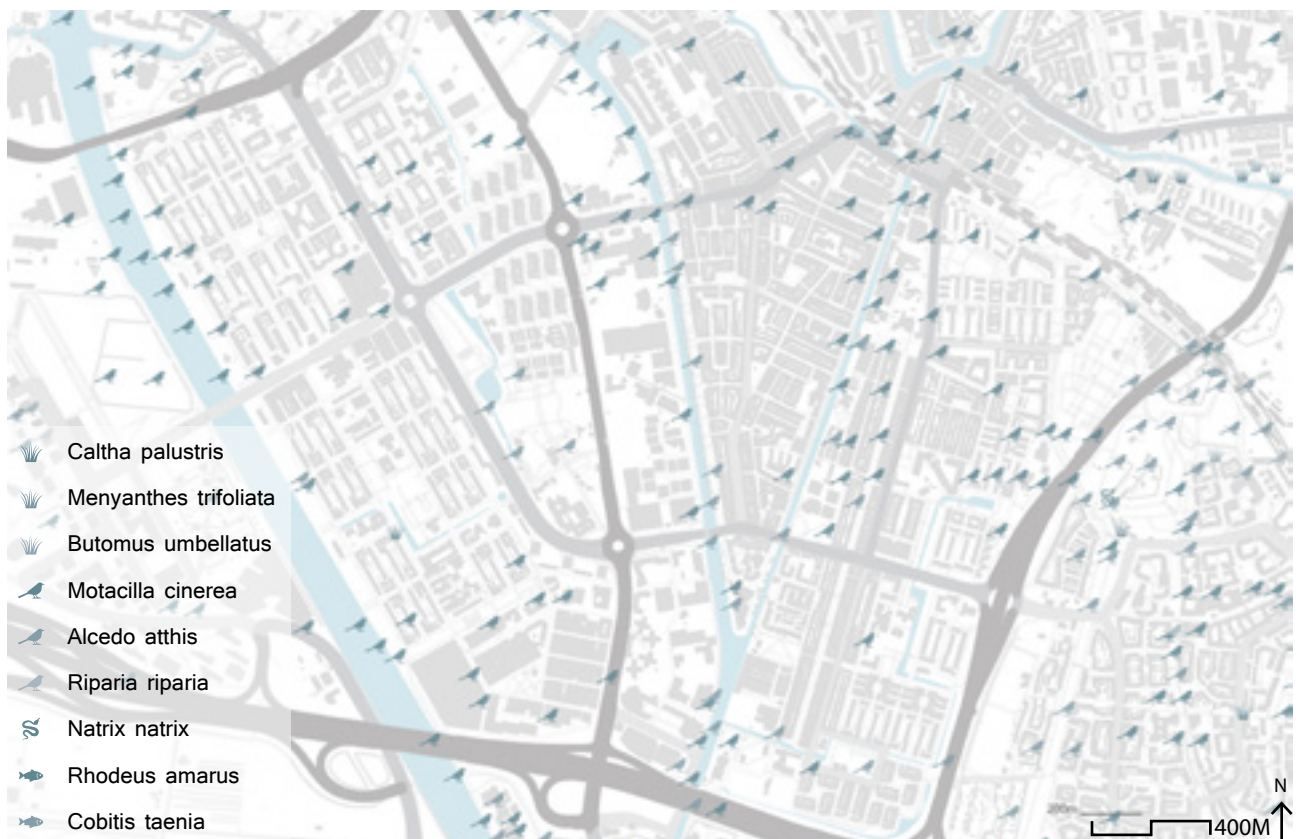 Caltha palustris
Menyanthes trifoliata
Butomus umbellatus
Motacilla cinerea
Alcedo atthis
Riparia riparia
Natrix natrix
Rhodeus amarus
Cobitis taenia
N
400M